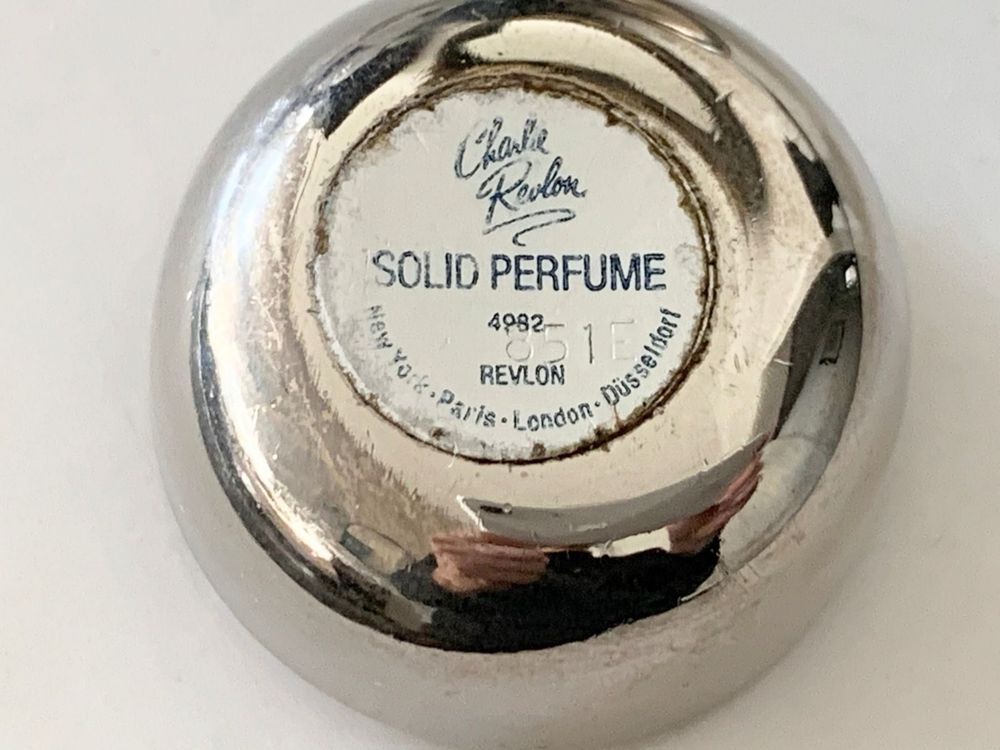 Charlie
Revlon
SOLID PERFUME
4982
851E
REVLON
New York · Paris · London · Düsseldorf